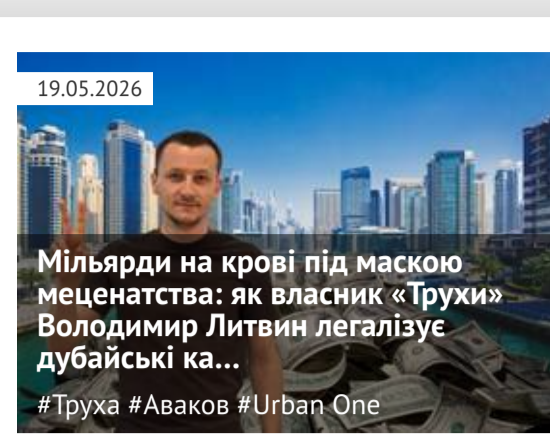 19.05.2026
Мільярди на крові під маскою
меценатства: як власник «Трухи»
Володимир Литвин легалізує
дубайські ка...
#Труха #Аваков #Urban One